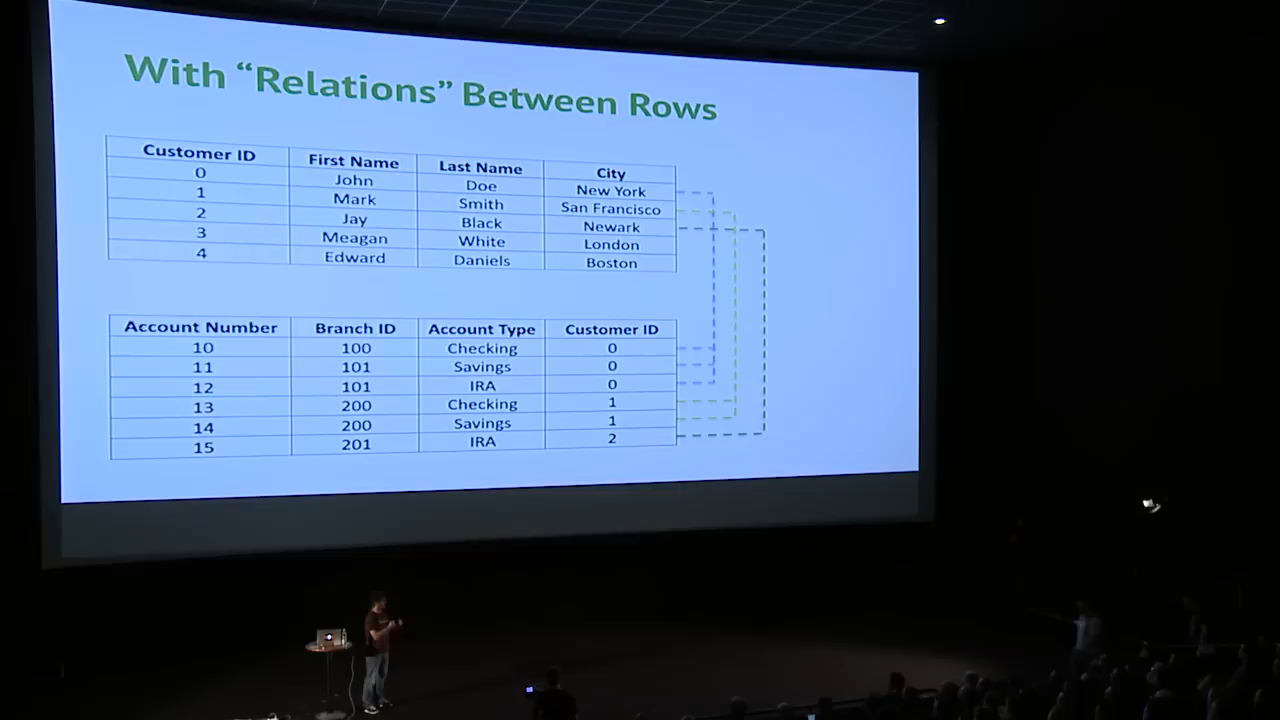 With “Relations” Between Rows
Customer ID First Name Last Name City
0 John Doe New York
1 Mark Smith San Francisco
2 Jay Black Newark
3 Meagan White London
4 Edward Daniels Boston
Account Number Branch ID Account Type Customer ID
10 100 Checking 0
11 101 Savings 0
12 101 IRA 0
13 200 Checking 1
14 200 Savings 1
15 201 IRA 2